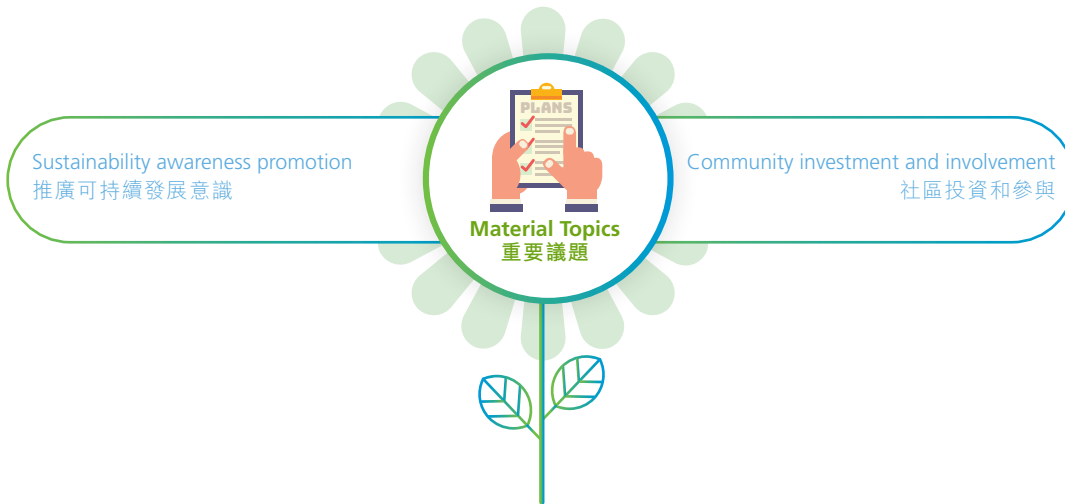 Sustainability awareness promotion
推廣可持續發展意識
PLANS
Material Topics
重要議題
Community investment and involvement
社區投資和參與